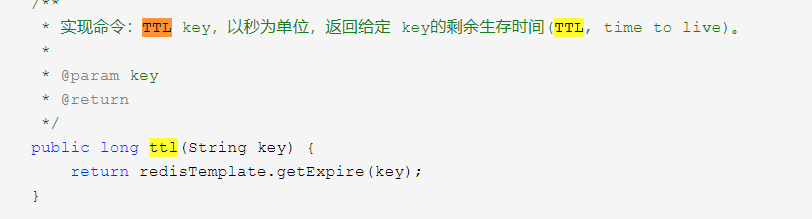 /**
 * 实现命令：TTL key，以秒为单位，返回给定 key的剩余生存时间(TTL, time to live)。
 *
 * @param key
 * @return
 */
public long ttl(String key) {
    return redisTemplate.getExpire(key);
}